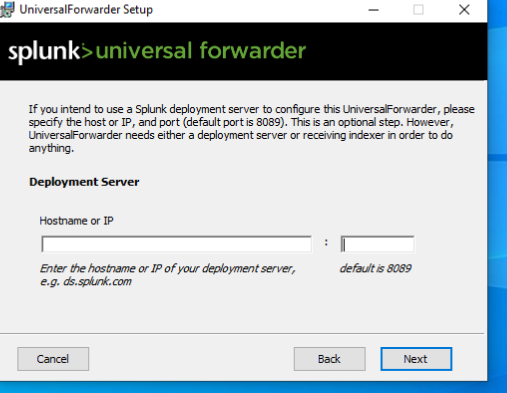 UniversalForwarder Setup
splunk>universal forwarder
If you intend to use a Splunk deployment server to configure this UniversalForwarder, please
specify the host or IP, and port (default port is 8089). This is an optional step. However,
UniversalForwarder needs either a deployment server or receiving indexer in order to do
anything.
Deployment Server
Hostname or IP
:
Enter the hostname or IP of your deployment server, default is 8089
e.g. ds.splunk.com
Cancel Back Next